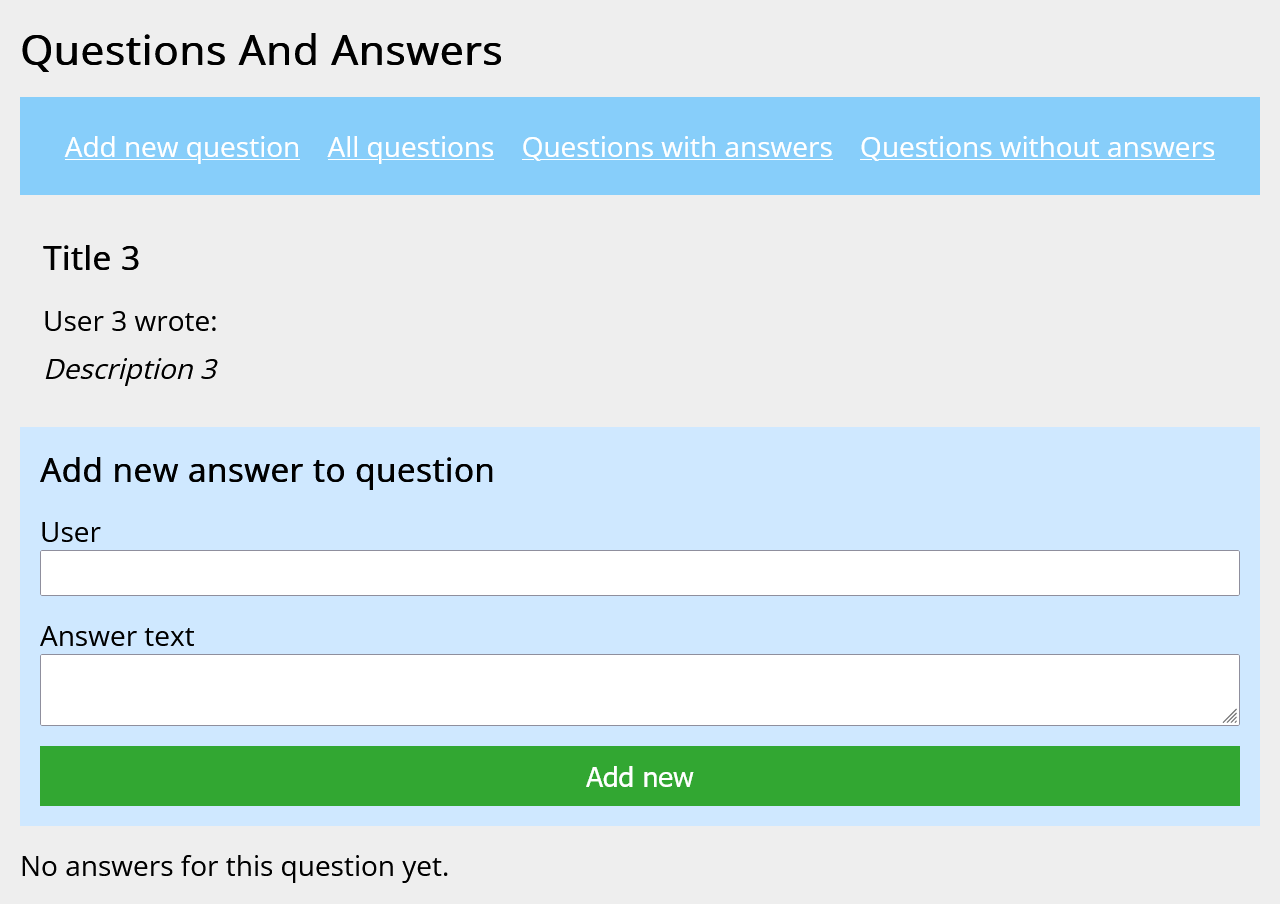 Questions And Answers
Add new question All questions Questions with answers Questions without answers
Title 3
User 3 wrote:
Description 3
Add new answer to question
User
Answer text
Add new
No answers for this question yet.